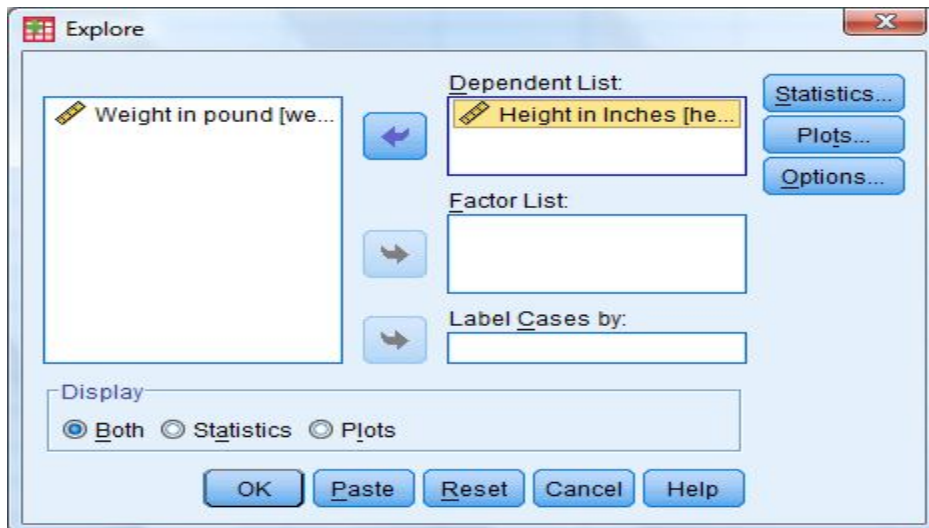 Explore
Weight in pound [we...
Dependent List:
Height in Inches [he...
Statistics...
Plots...
Options...
Factor List:
Label Cases by:
Display
Both Statistics Plots
OK Paste Reset Cancel Help